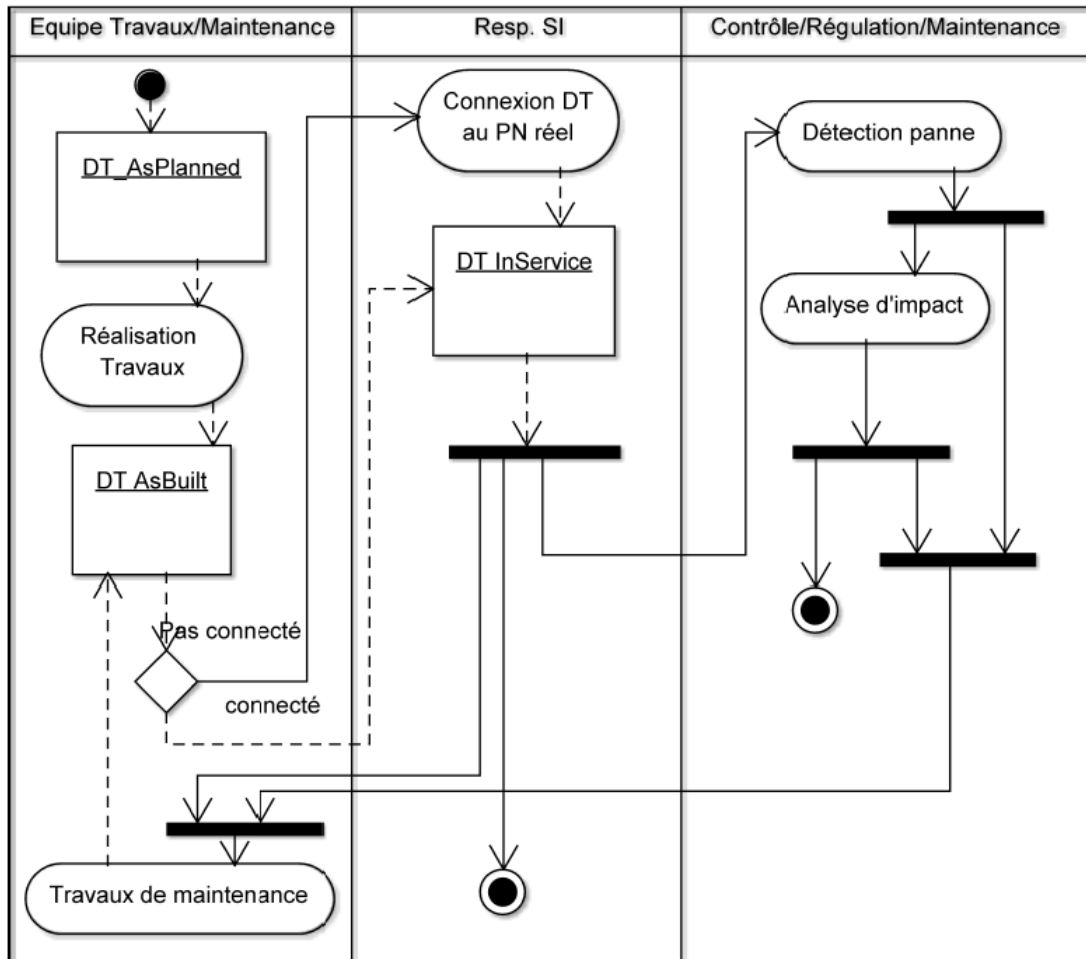 Equipe Travaux/Maintenance
Resp. SI
Contrôle/Régulation/Maintenance
DT_AsPlanned
Réalisation
Travaux
DT AsBuilt
Pas connecté
connecté
Travaux de maintenance
Connexion DT
au PN réel
DT InService
Détection panne
Analyse d'impact